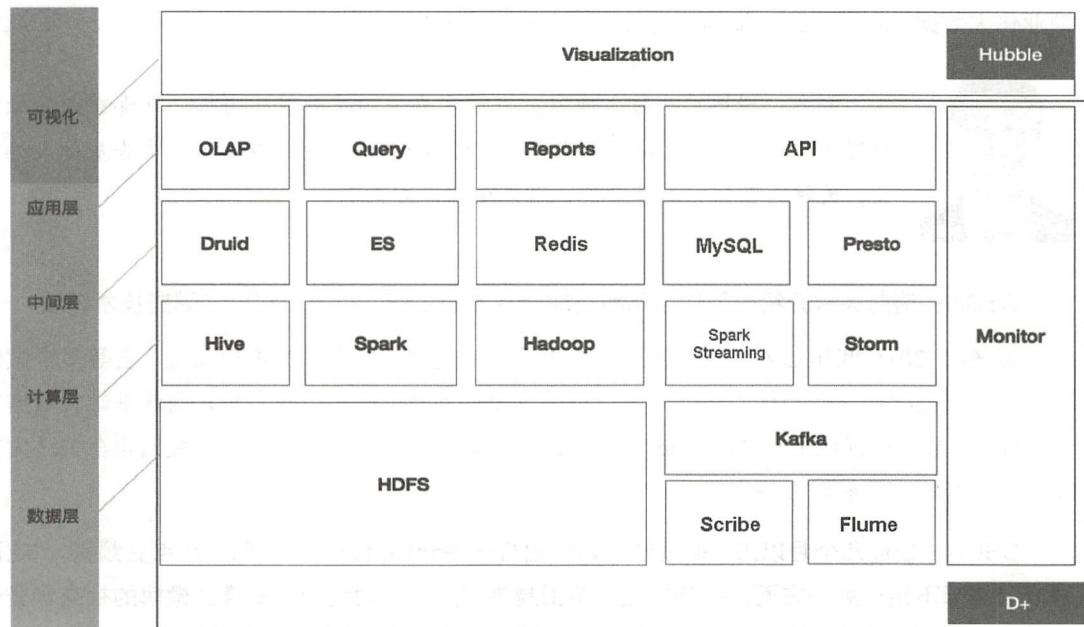 Visualization
Hubble
可视化
OLAP
Query
Reports
API
应用层
Druid
ES
Redis
MySQL
Presto
中间层
Hive
Spark
Hadoop
Spark
Streaming
Storm
Monitor
计算层
Kafka
HDFS
数据层
Scribe
Flume
D+